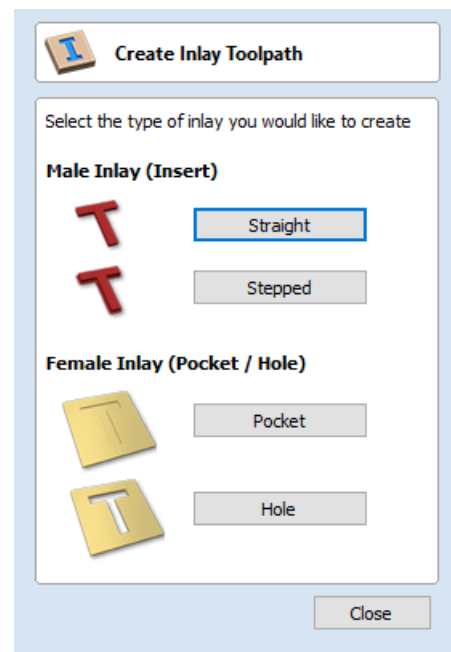 Create Inlay Toolpath
Select the type of inlay you would like to create
Male Inlay (Insert)
Straight
Stepped
Female Inlay (Pocket / Hole)
Pocket
Hole
Close